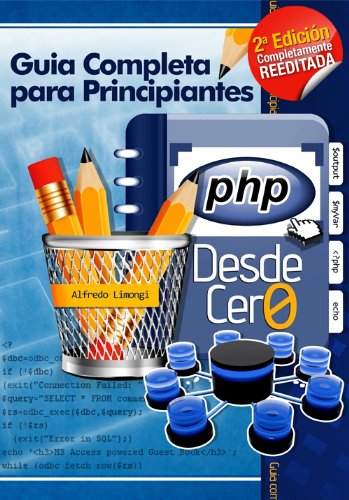 2ª Edición
Completamente
REEDITADA
Guia Completa
para Principiantes
php
$output
$myVar
<?php
echo
Desde
Cer0
Alfredo Limongi
<?
$dbc=odbc_c
if (!$dbc)
{exit("Connection Failed: "
$query="SELECT * FROM comme
$rs=odbc_exec($dbc,$query);
if (!$rs)
{exit("Error in SQL");}
echo '<h3>MS Access powered Guest Book</h3>';
while (odbc_fetch_row($rs))